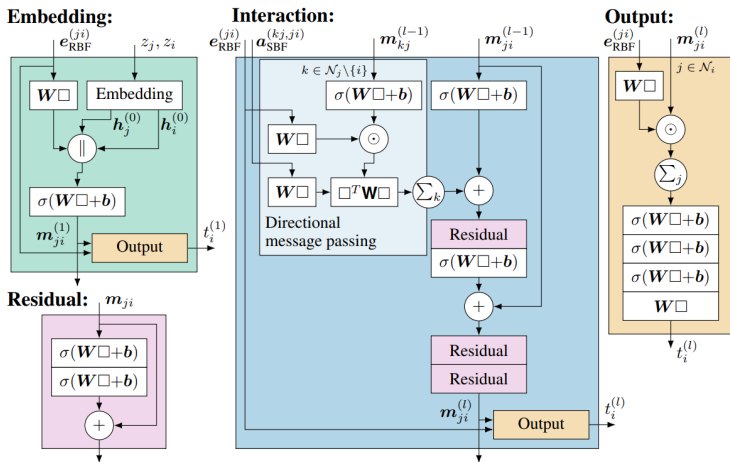 Embedding:
e_RBF^(ji) z_j, z_i
W□ Embedding
h_j^(0) h_i^(0)
‖
σ(W□+b)
m_ji^(1)
Output
t_i^(1)
Residual:
m_ji
σ(W□+b)
σ(W□+b)
+
Interaction:
e_RBF^(ji) a_SBF^(kj,ji) m_kj^(l−1) m_ji^(l−1)
k ∈ N_j\{i}
σ(W□+b) σ(W□+b)
W□ ⊙
W□ □^T W□ ∑_k +
Directional
message passing
Residual
σ(W□+b)
+
Residual
Residual
m_ji^(l)
Output
t_i^(l)
Output:
e_RBF^(ji) m_ji^(l)
j ∈ N_i
W□
⊙
∑_j
σ(W□+b)
σ(W□+b)
σ(W□+b)
W□
t_i^(l)